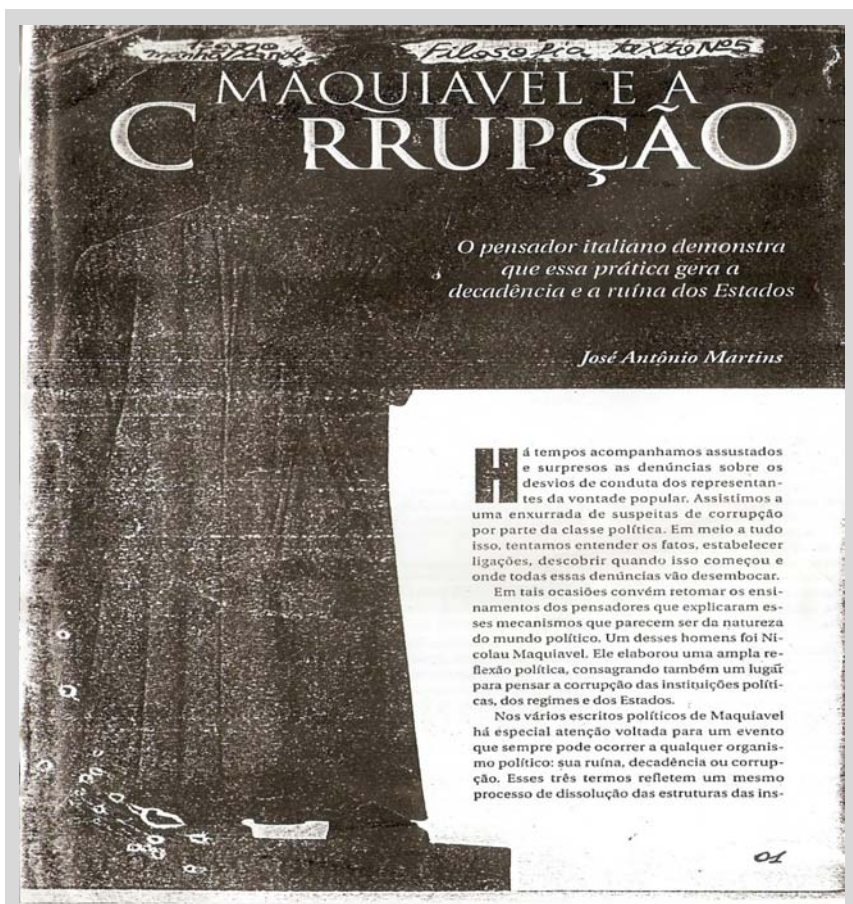 1º ano
manhã/tarde
Filosofia texto Nº 5
MAQUIAVEL E A
C RRUPÇÃO
O pensador italiano demonstra
que essa prática gera a
decadência e a ruína dos Estados
José Antônio Martins
Há tempos acompanhamos assustados
e surpresos as denúncias sobre os
desvios de conduta dos representan-
tes da vontade popular. Assistimos a
uma enxurrada de suspeitas de corrupção
por parte da classe política. Em meio a tudo
isso, tentamos entender os fatos, estabelecer
ligações, descobrir quando isso começou e
onde todas essas denúncias vão desembocar.
Em tais ocasiões convém retomar os ensi-
namentos dos pensadores que explicaram es-
ses mecanismos que parecem ser da natureza
do mundo político. Um desses homens foi Ni-
colau Maquiavel. Ele elaborou uma ampla re-
flexão política, consagrando também um lugar
para pensar a corrupção das instituições políti-
cas, dos regimes e dos Estados.
Nos vários escritos políticos de Maquiavel
há especial atenção voltada para um evento
que sempre pode ocorrer a qualquer organis-
mo político: sua ruína, decadência ou corrup-
ção. Esses três termos refletem um mesmo
processo de dissolução das estruturas das ins-
01